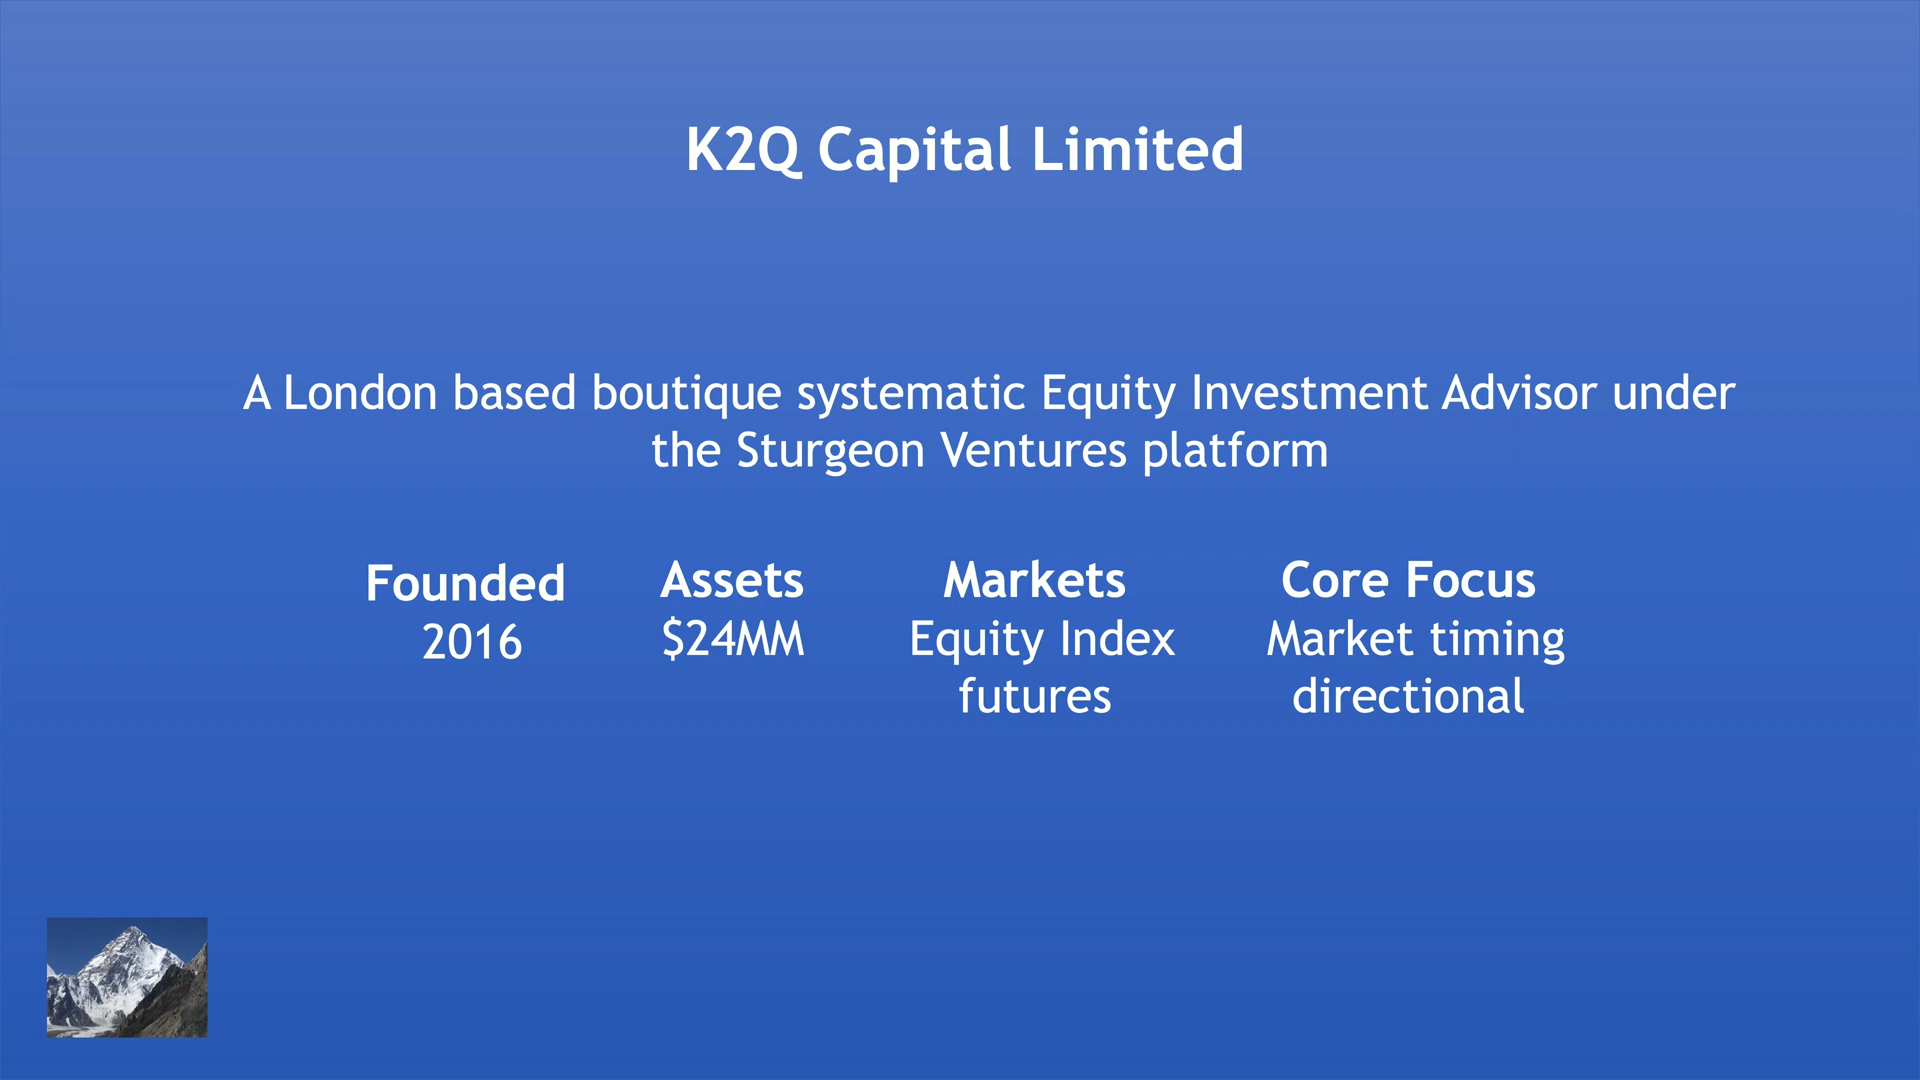 K2Q Capital Limited
A London based boutique systematic Equity Investment Advisor under
the Sturgeon Ventures platform
Founded
2016
Assets
$24MM
Markets
Equity Index
futures
Core Focus
Market timing
directional